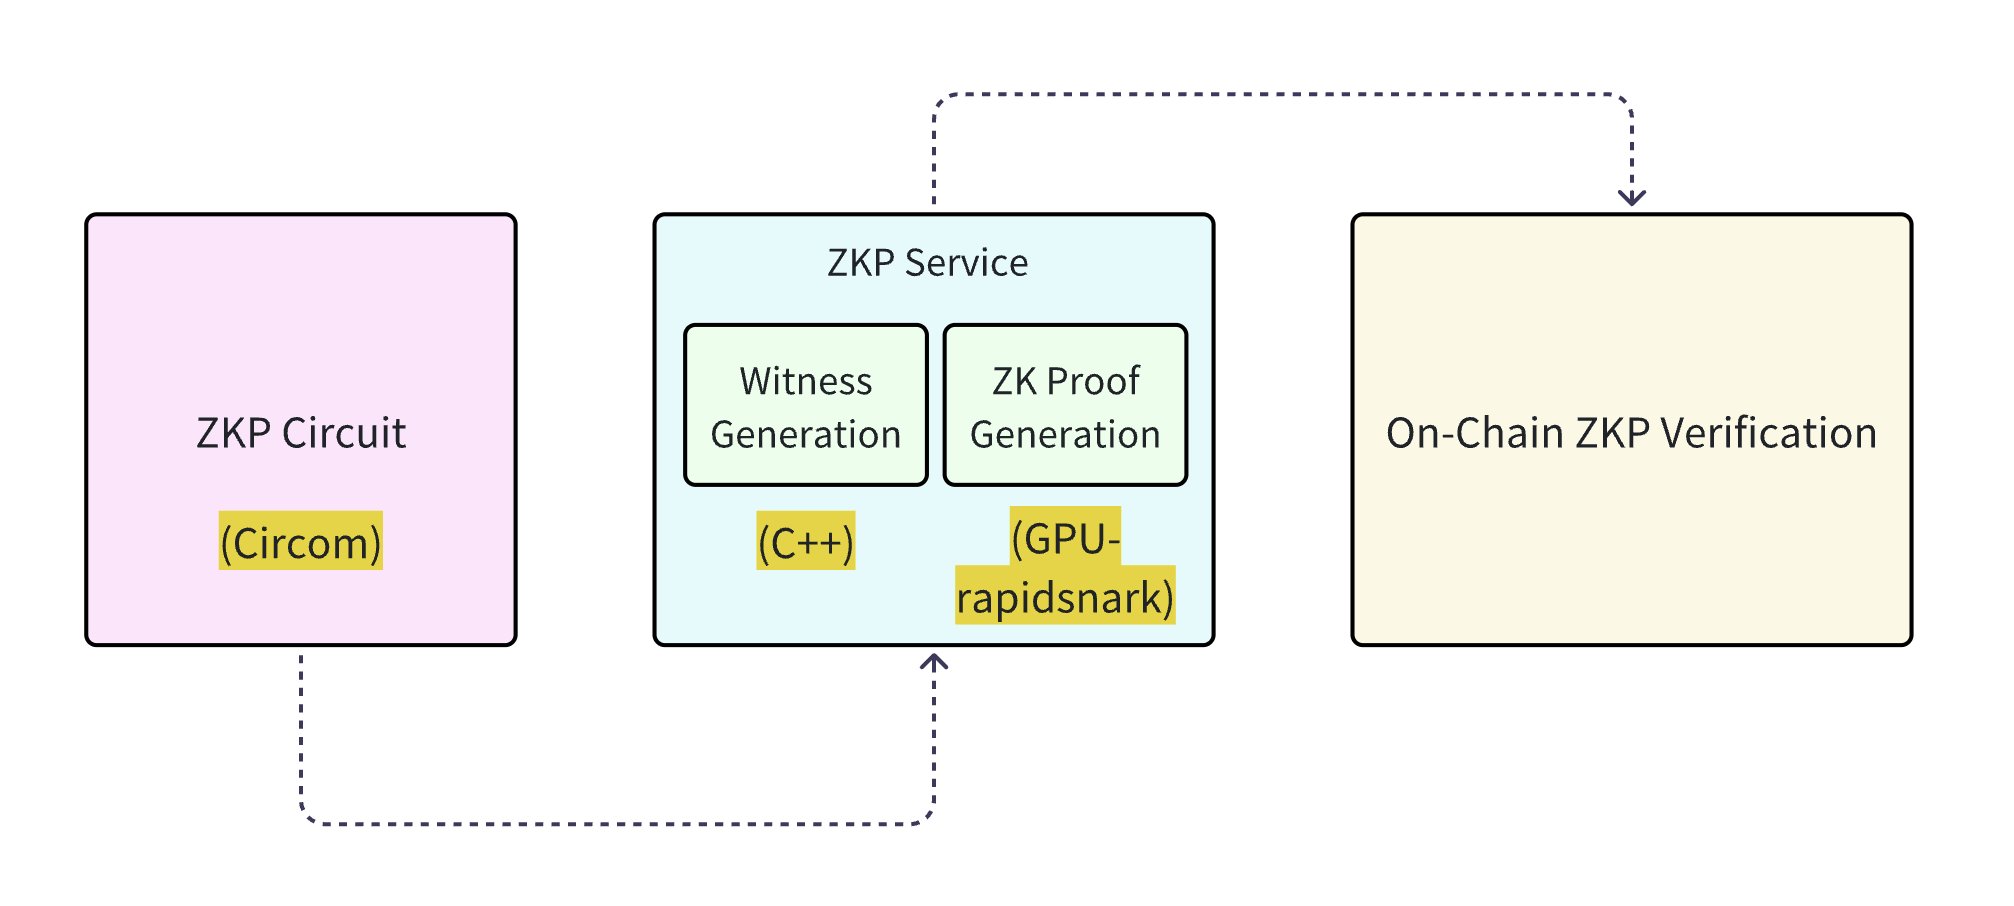 ZKP Circuit
(Circom)
ZKP Service
Witness
Generation
(C++)
ZK Proof
Generation
(GPU-
rapidsnark)
On-Chain ZKP Verification